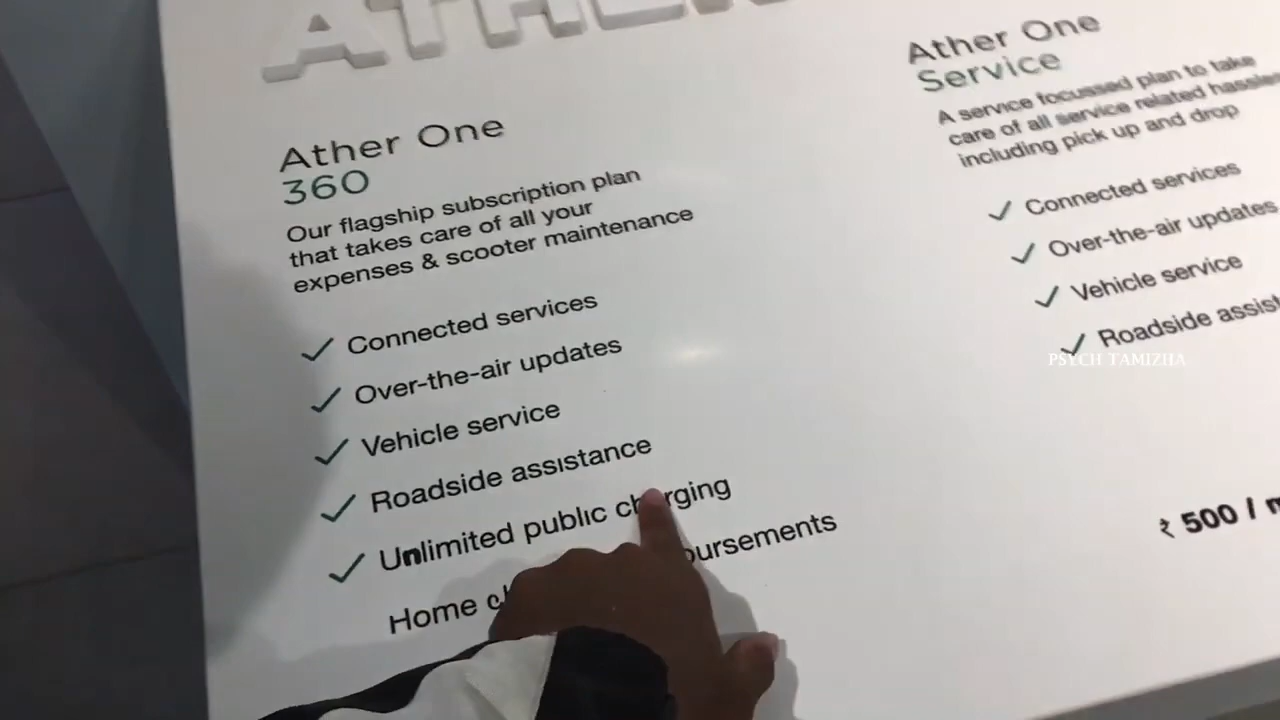 ATHER
Ather One
360
Our flagship subscription plan
that takes care of all your
expenses & scooter maintenance
Connected services
Over-the-air updates
Vehicle service
Roadside assistance
Unlimited public charging
Home
Ather One
Service
A service focussed plan to take
care of all service related hassles
including pick up and drop
Connected services
Over-the-air updates
Vehicle service
Roadside
₹ 500 /
PSYCH TAMIZHA